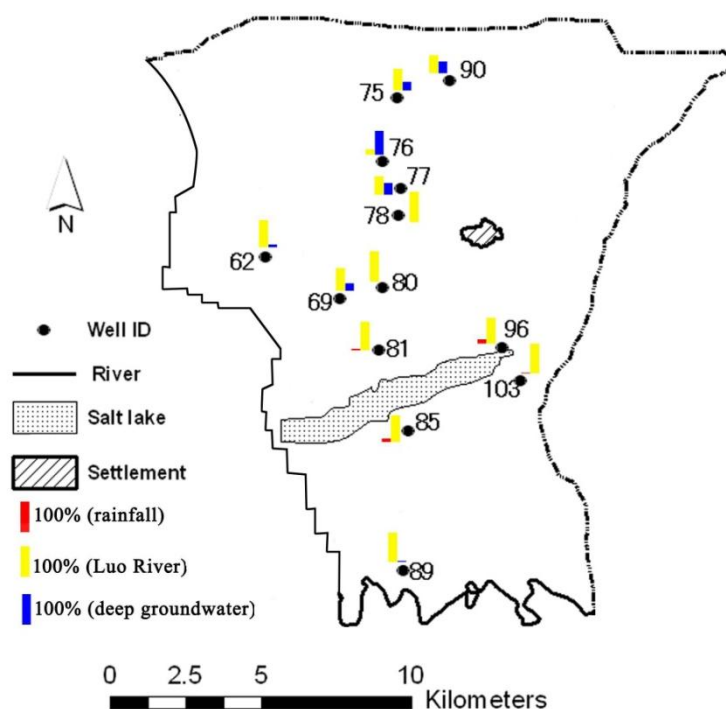 90
75
76
77
78
62
80
69
81
96
103
85
89
N
Well ID
River
Salt lake
Settlement
100% (rainfall)
100% (Luo River)
100% (deep groundwater)
0 2.5 5 10
Kilometers